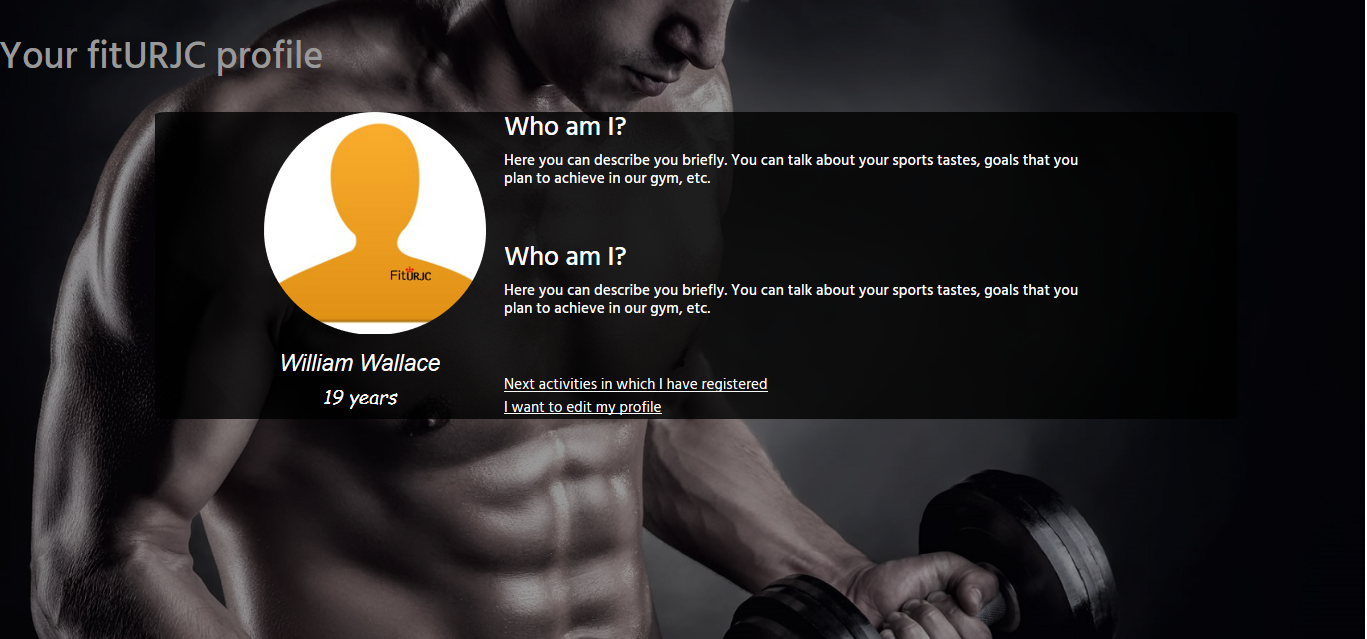 Your fitURJC profile
Who am I?
Here you can describe you briefly. You can talk about your sports tastes, goals that you
plan to achieve in our gym, etc.
FitURJC
Who am I?
Here you can describe you briefly. You can talk about your sports tastes, goals that you
plan to achieve in our gym, etc.
William Wallace
19 years
Next activities in which I have registered
I want to edit my profile